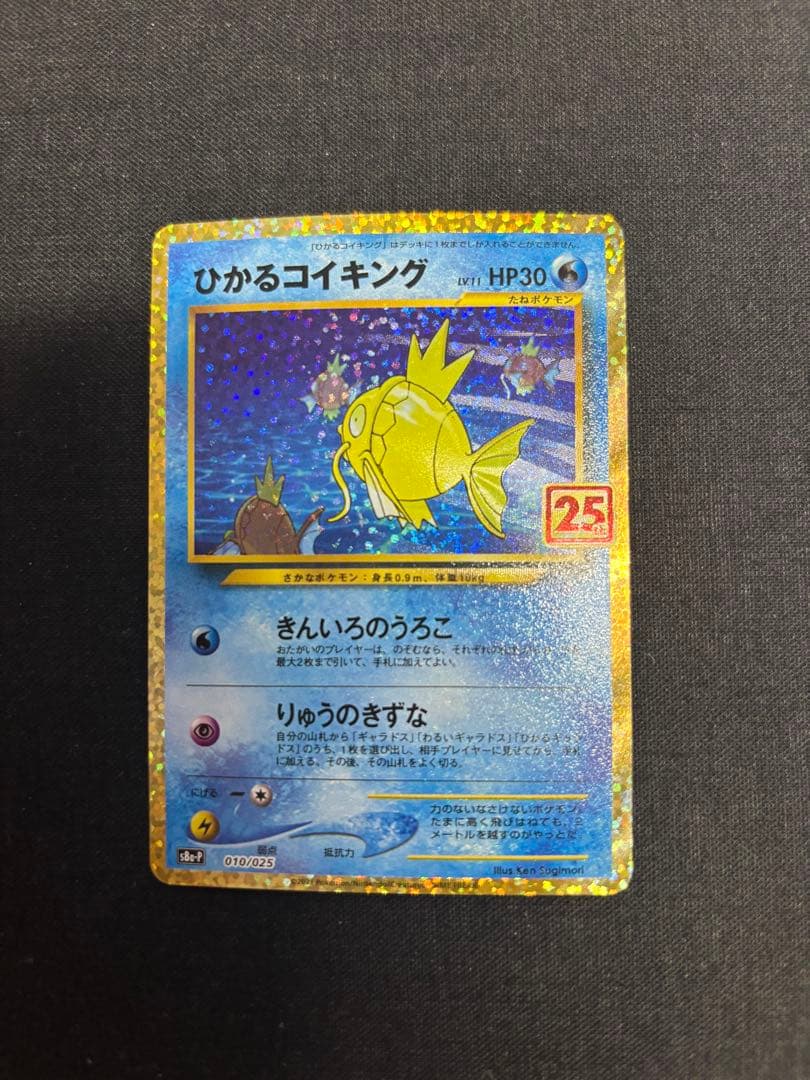 「ひかるコイキング」はデッキに1枚までしか入れることができません。
ひかるコイキング LV.11 HP30
たねポケモン
25th
さかなポケモン：身長0.9m、体重10kg
きんいろのうろこ
おたがいのプレイヤーは、のぞむなら、それぞれの
最大2枚まで引いて、手札に加えてよい。
りゅうのきずな
自分の山札から「ギャラドス」「わるいギャラドス」「ひかるギャラ
ドス」のうち、1枚を選び出し、相手プレイヤーに見せてから、手札
に加える。その後、その山札をよく切る。
にげる
力のないなさけないポケモン。
たまに高く飛びはねても、2
メートルを越すのがやっとだ
弱点 抵抗力
s8a-P 010/025
Illus. Ken Sugimori
©2021 Pokémon/Nintendo/Creatures/GAME FREAK